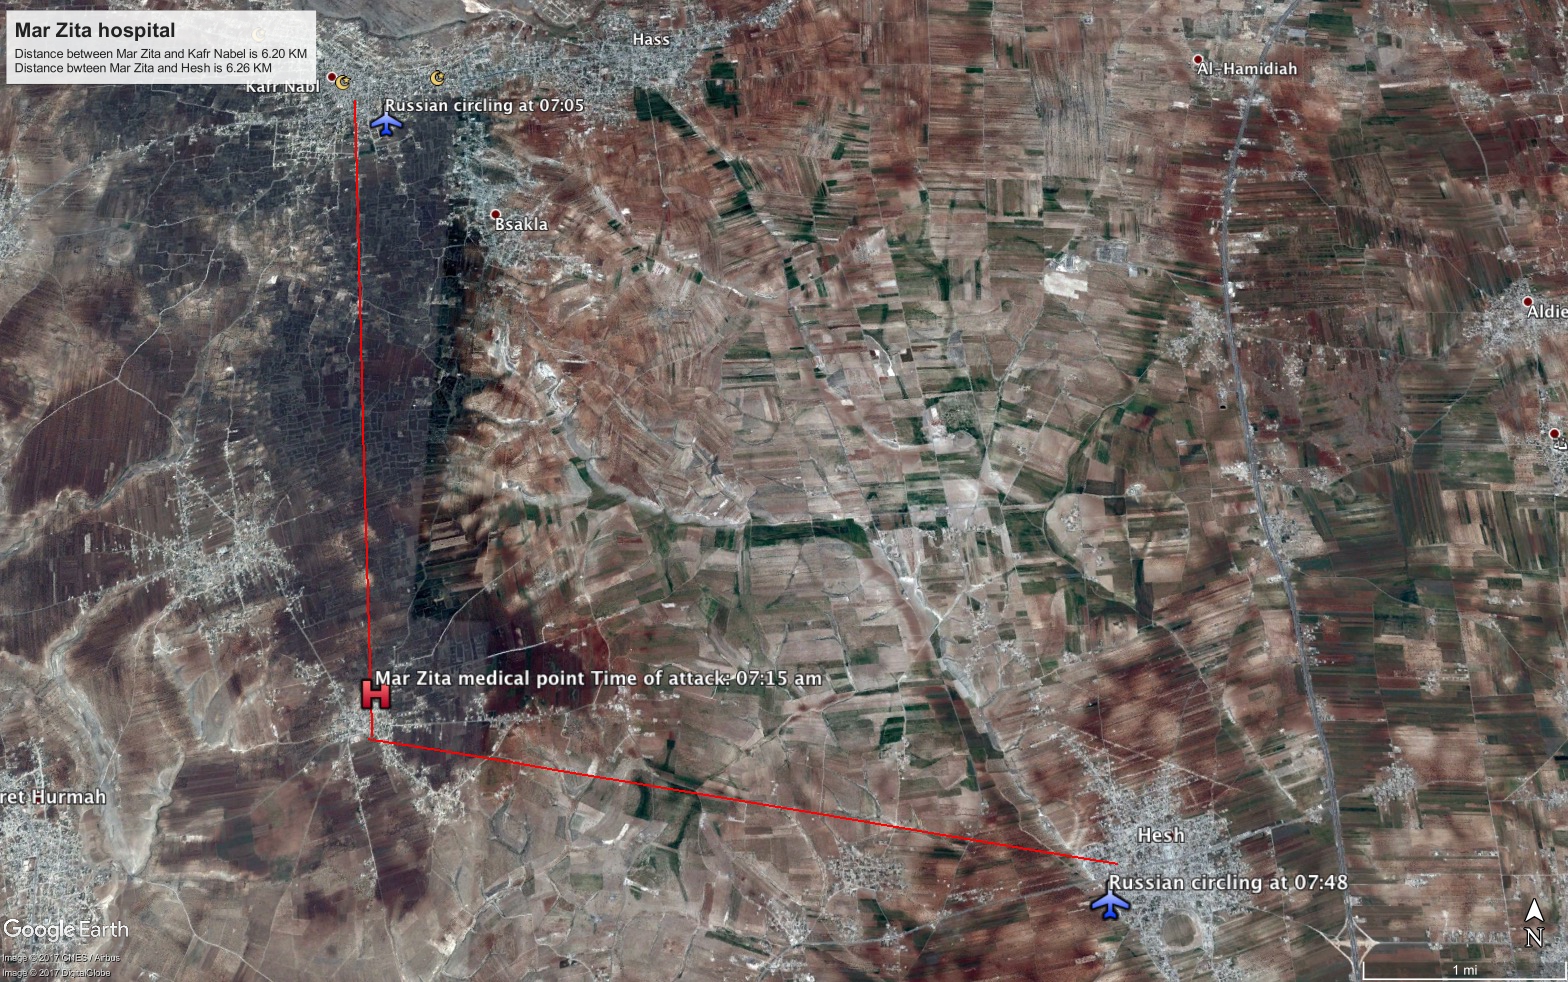 Mar Zita hospital
Distance between Mar Zita and Kafr Nabel is 6.20 KM
Distance bwteen Mar Zita and Hesh is 6.26 KM
Hass
Al-Hamidiah
Kafr Nabl
Russian circling at 07:05
Bsakla
Aldie
Mar Zita medical point Time of attack: 07:15 am
H
ret Hurmah
Hesh
Russian circling at 07:48
Google Earth
N
Image © 2017 CNES / Airbus
Image © 2017 DigitalGlobe
1 mi